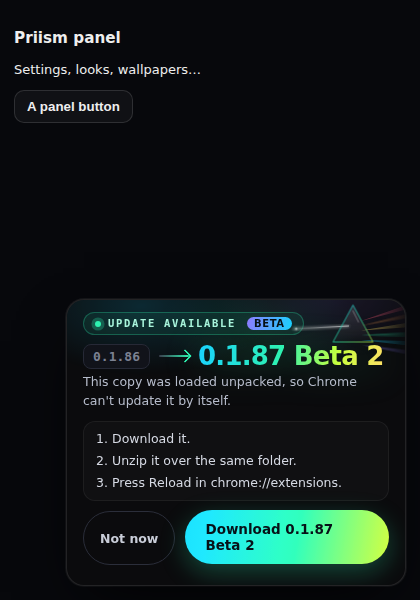 Priism panel
Settings, looks, wallpapers…
A panel button
UPDATE AVAILABLE BETA
0.1.86 → 0.1.87 Beta 2
This copy was loaded unpacked, so Chrome
can't update it by itself.
1. Download it.
2. Unzip it over the same folder.
3. Press Reload in chrome://extensions.
Not now
Download 0.1.87
Beta 2